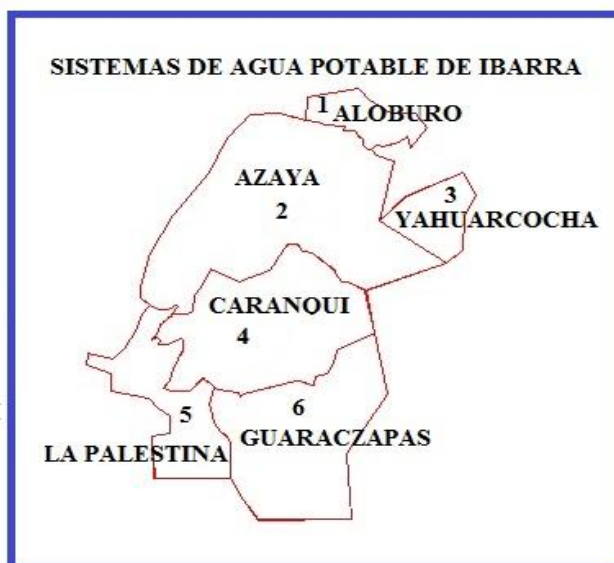 SISTEMAS DE AGUA POTABLE DE IBARRA
1
ALOBURO
AZAYA
2
3
YAHUARCOCHA
CARANQUI
4
5
LA PALESTINA
6
GUARACZAPAS